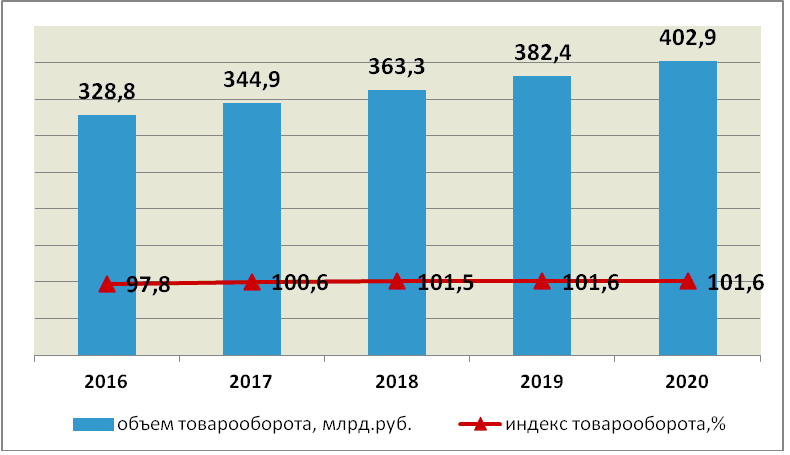 402,9
382,4
363,3
344,9
328,8
97,8 100,6 101,5 101,6 101,6
2016 2017 2018 2019 2020
объем товарооборота, млрд.руб. индекс товарооборота,%